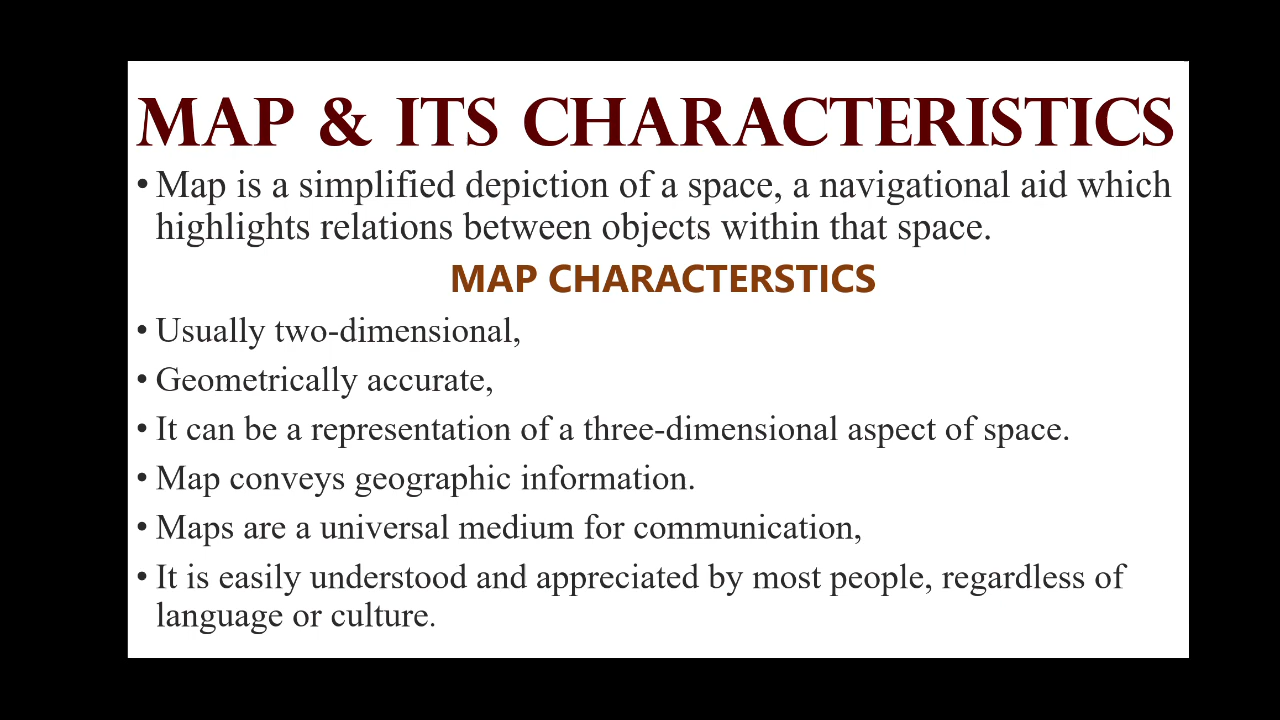 MAP & ITS CHARACTERISTICS
• Map is a simplified depiction of a space, a navigational aid which
highlights relations between objects within that space.
MAP CHARACTERSTICS
• Usually two-dimensional,
• Geometrically accurate,
• It can be a representation of a three-dimensional aspect of space.
• Map conveys geographic information.
• Maps are a universal medium for communication,
• It is easily understood and appreciated by most people, regardless of
language or culture.